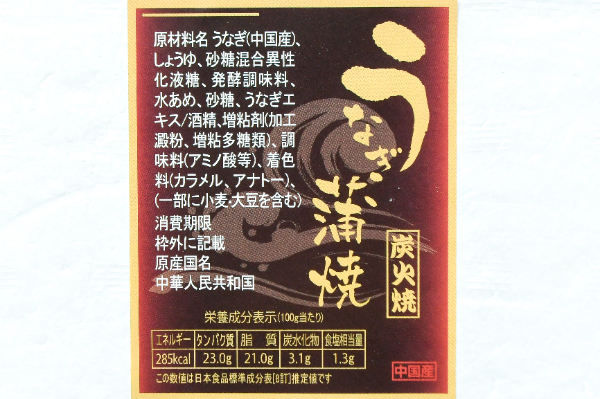 原材料名 うなぎ(中国産)、
しょうゆ、砂糖混合異性
化液糖、発酵調味料、
水あめ、砂糖、うなぎエ
キス/酒精、増粘剤(加工
澱粉、増粘多糖類)、調
味料(アミノ酸等)、着色
料(カラメル、アナトー)、
(一部に小麦・大豆を含む)
消費期限
枠外に記載
原産国名
中華人民共和国
うなぎ蒲焼
炭火焼
栄養成分表示(100g当たり)
エネルギー タンパク質 脂 質 炭水化物 食塩相当量
285kcal 23.0g 21.0g 3.1g 1.3g
この数値は日本食品標準成分表[8訂]推定値です
中国産